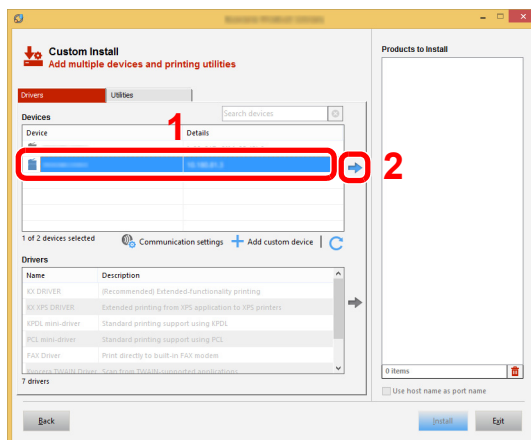 Custom Install
Add multiple devices and printing utilities
Products to Install
Drivers
Utilities
Devices
Search devices
1
Device
Details
2
1 of 2 devices selected
Communication settings
Add custom device
Drivers
Name
Description
KX DRIVER
(Recommended) Extended-functionality printing
KX XPS DRIVER
Extended printing from XPS application to XPS printers
KPDL mini-driver
Standard printing support using KPDL
PCL mini-driver
Standard printing support using PCL
FAX Driver
Print directly to built-in FAX modem
Kyocera TWAIN Driver
Scan from TWAIN-supported applications
7 drivers
0 items
Use host name as port name
Back
Install
Exit